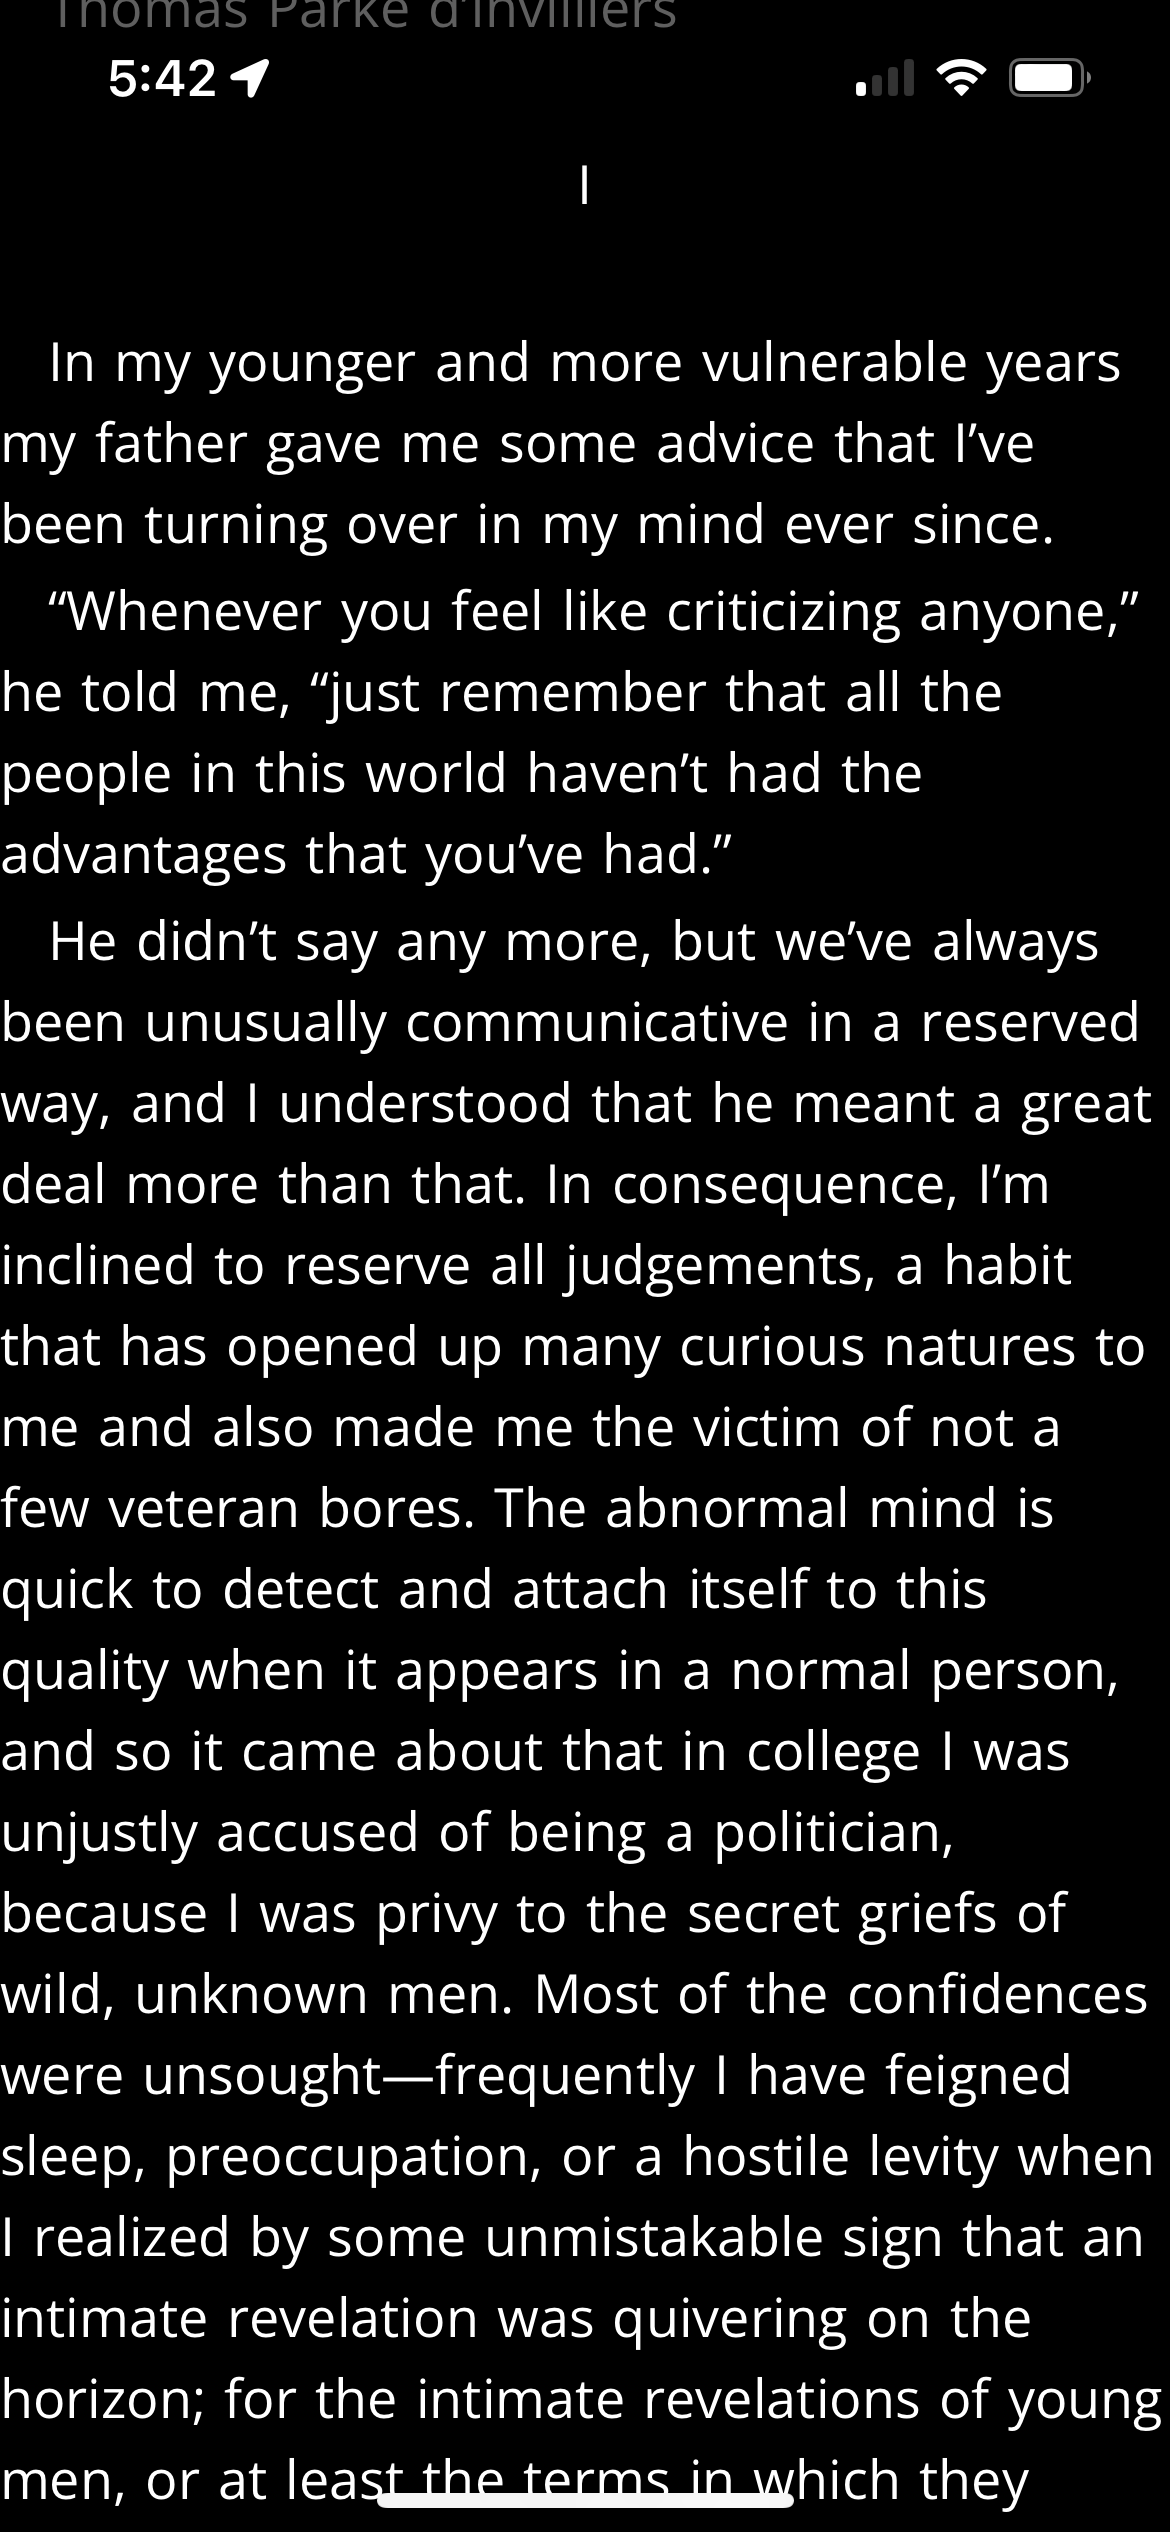 Thomas Parke d’Invilliers
5:42
I
In my younger and more vulnerable years
my father gave me some advice that I’ve
been turning over in my mind ever since.
“Whenever you feel like criticizing anyone,”
he told me, “just remember that all the
people in this world haven’t had the
advantages that you’ve had.”
He didn’t say any more, but we’ve always
been unusually communicative in a reserved
way, and I understood that he meant a great
deal more than that. In consequence, I’m
inclined to reserve all judgements, a habit
that has opened up many curious natures to
me and also made me the victim of not a
few veteran bores. The abnormal mind is
quick to detect and attach itself to this
quality when it appears in a normal person,
and so it came about that in college I was
unjustly accused of being a politician,
because I was privy to the secret griefs of
wild, unknown men. Most of the confidences
were unsought—frequently I have feigned
sleep, preoccupation, or a hostile levity when
I realized by some unmistakable sign that an
intimate revelation was quivering on the
horizon; for the intimate revelations of young
men, or at least the terms in which they